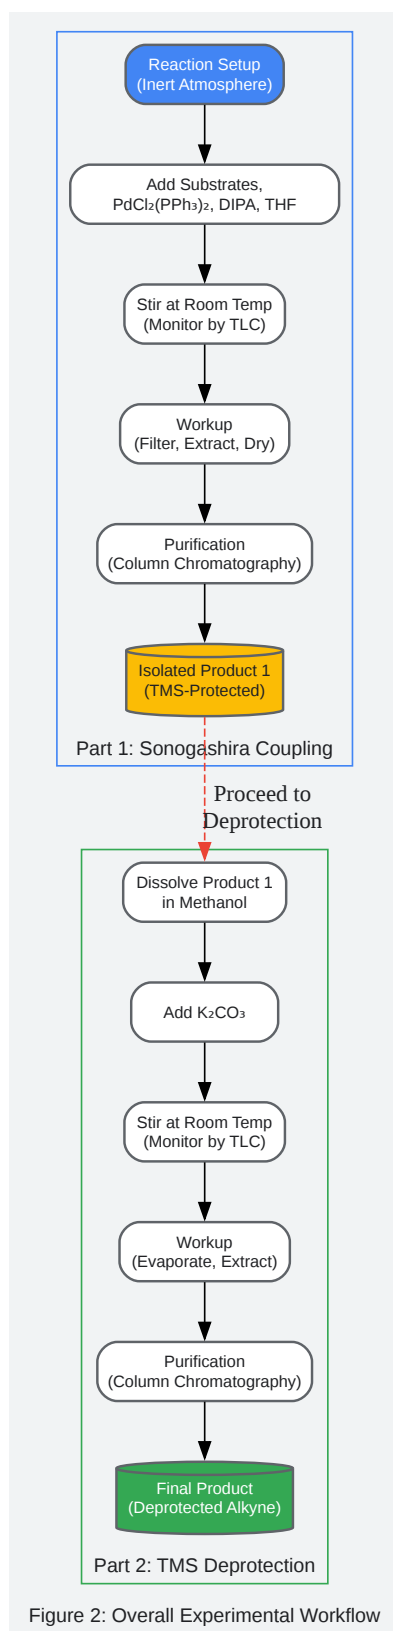 Reaction Setup
(Inert Atmosphere)
Add Substrates,
PdCl₂(PPh₃)₂, DIPA, THF
Stir at Room Temp
(Monitor by TLC)
Workup
(Filter, Extract, Dry)
Purification
(Column Chromatography)
Isolated Product 1
(TMS-Protected)
Part 1: Sonogashira Coupling
Proceed to
Deprotection
Dissolve Product 1
in Methanol
Add K₂CO₃
Stir at Room Temp
(Monitor by TLC)
Workup
(Evaporate, Extract)
Purification
(Column Chromatography)
Final Product
(Deprotected Alkyne)
Part 2: TMS Deprotection
Figure 2: Overall Experimental Workflow